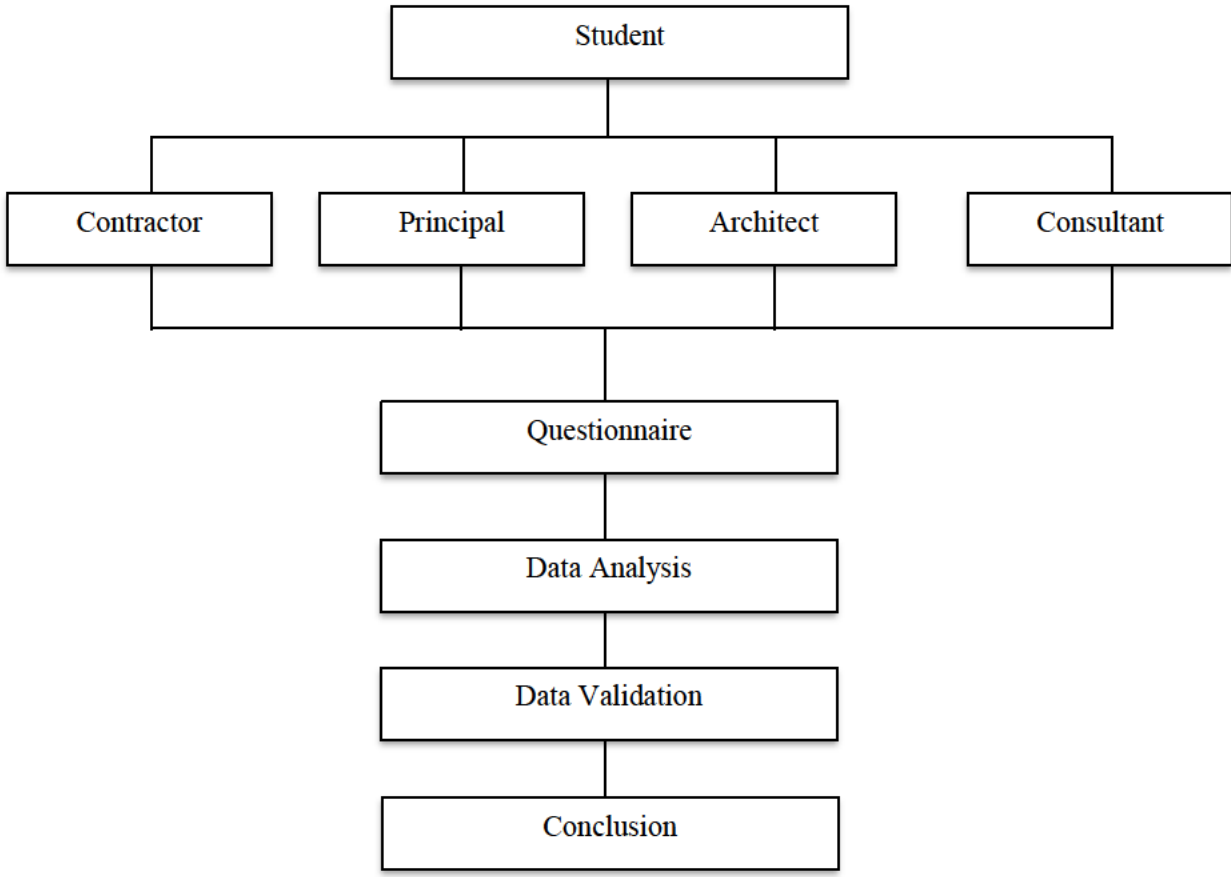 Student
Contractor
Principal
Architect
Consultant
Questionnaire
Data Analysis
Data Validation
Conclusion